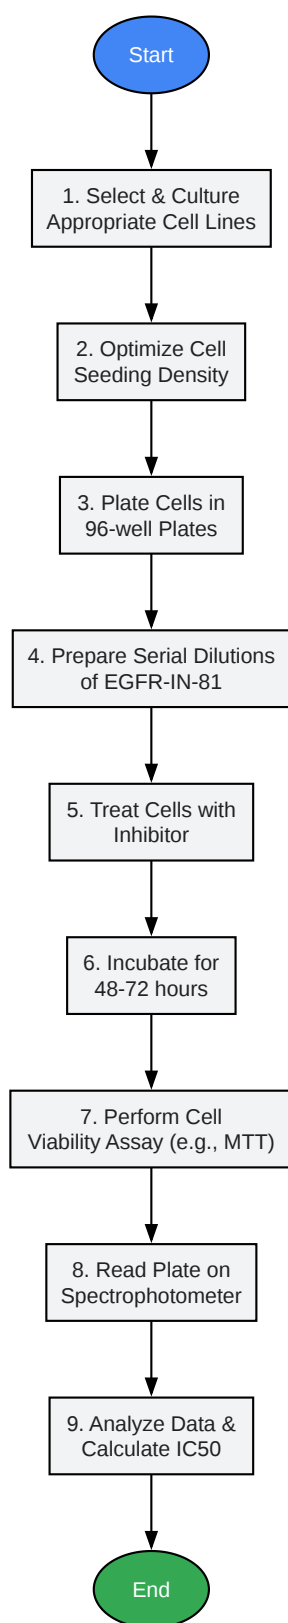 Start
1. Select & Culture
Appropriate Cell Lines
2. Optimize Cell
Seeding Density
3. Plate Cells in
96-well Plates
4. Prepare Serial Dilutions
of EGFR-IN-81
5. Treat Cells with
Inhibitor
6. Incubate for
48-72 hours
7. Perform Cell
Viability Assay (e.g., MTT)
8. Read Plate on
Spectrophotometer
9. Analyze Data &
Calculate IC50
End